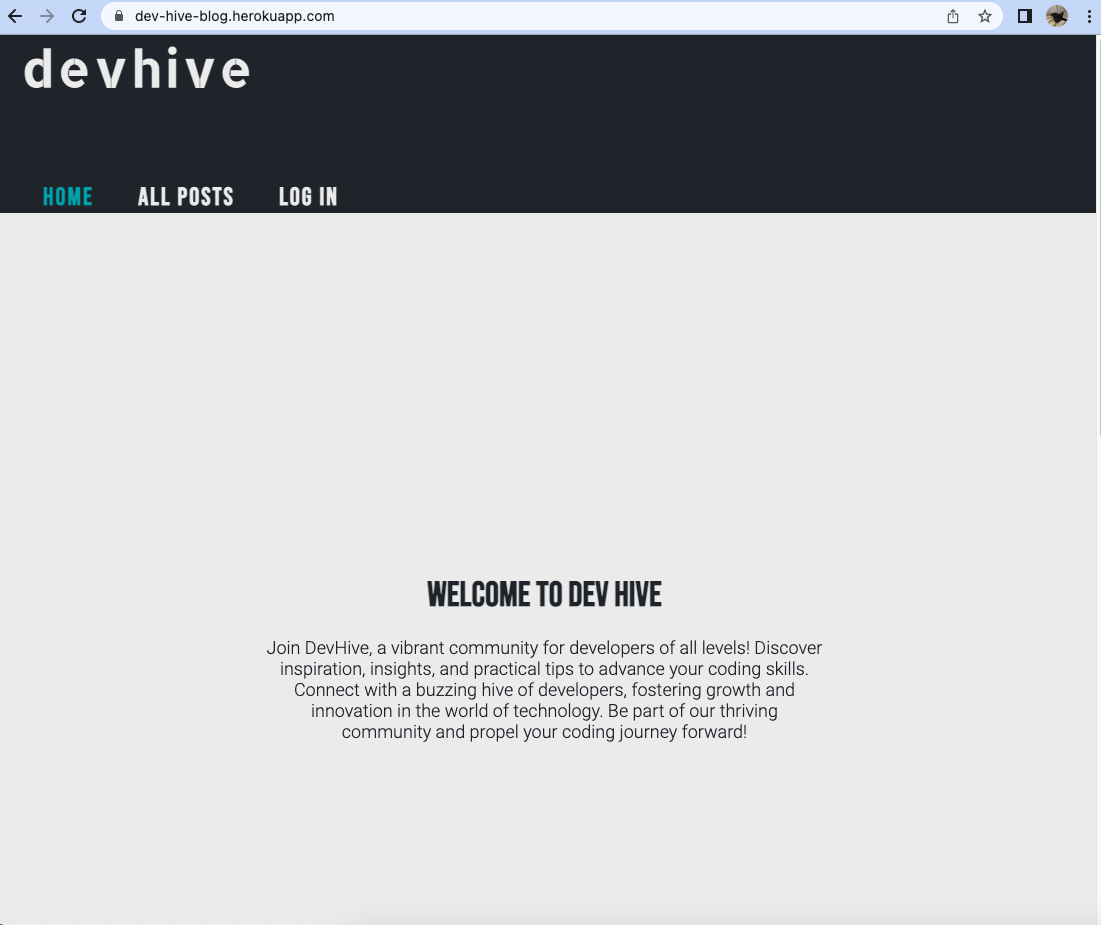 dev-hive-blog.herokuapp.com
devhive
HOME ALL POSTS LOG IN
WELCOME TO DEV HIVE
Join DevHive, a vibrant community for developers of all levels! Discover
inspiration, insights, and practical tips to advance your coding skills.
Connect with a buzzing hive of developers, fostering growth and
innovation in the world of technology. Be part of our thriving
community and propel your coding journey forward!